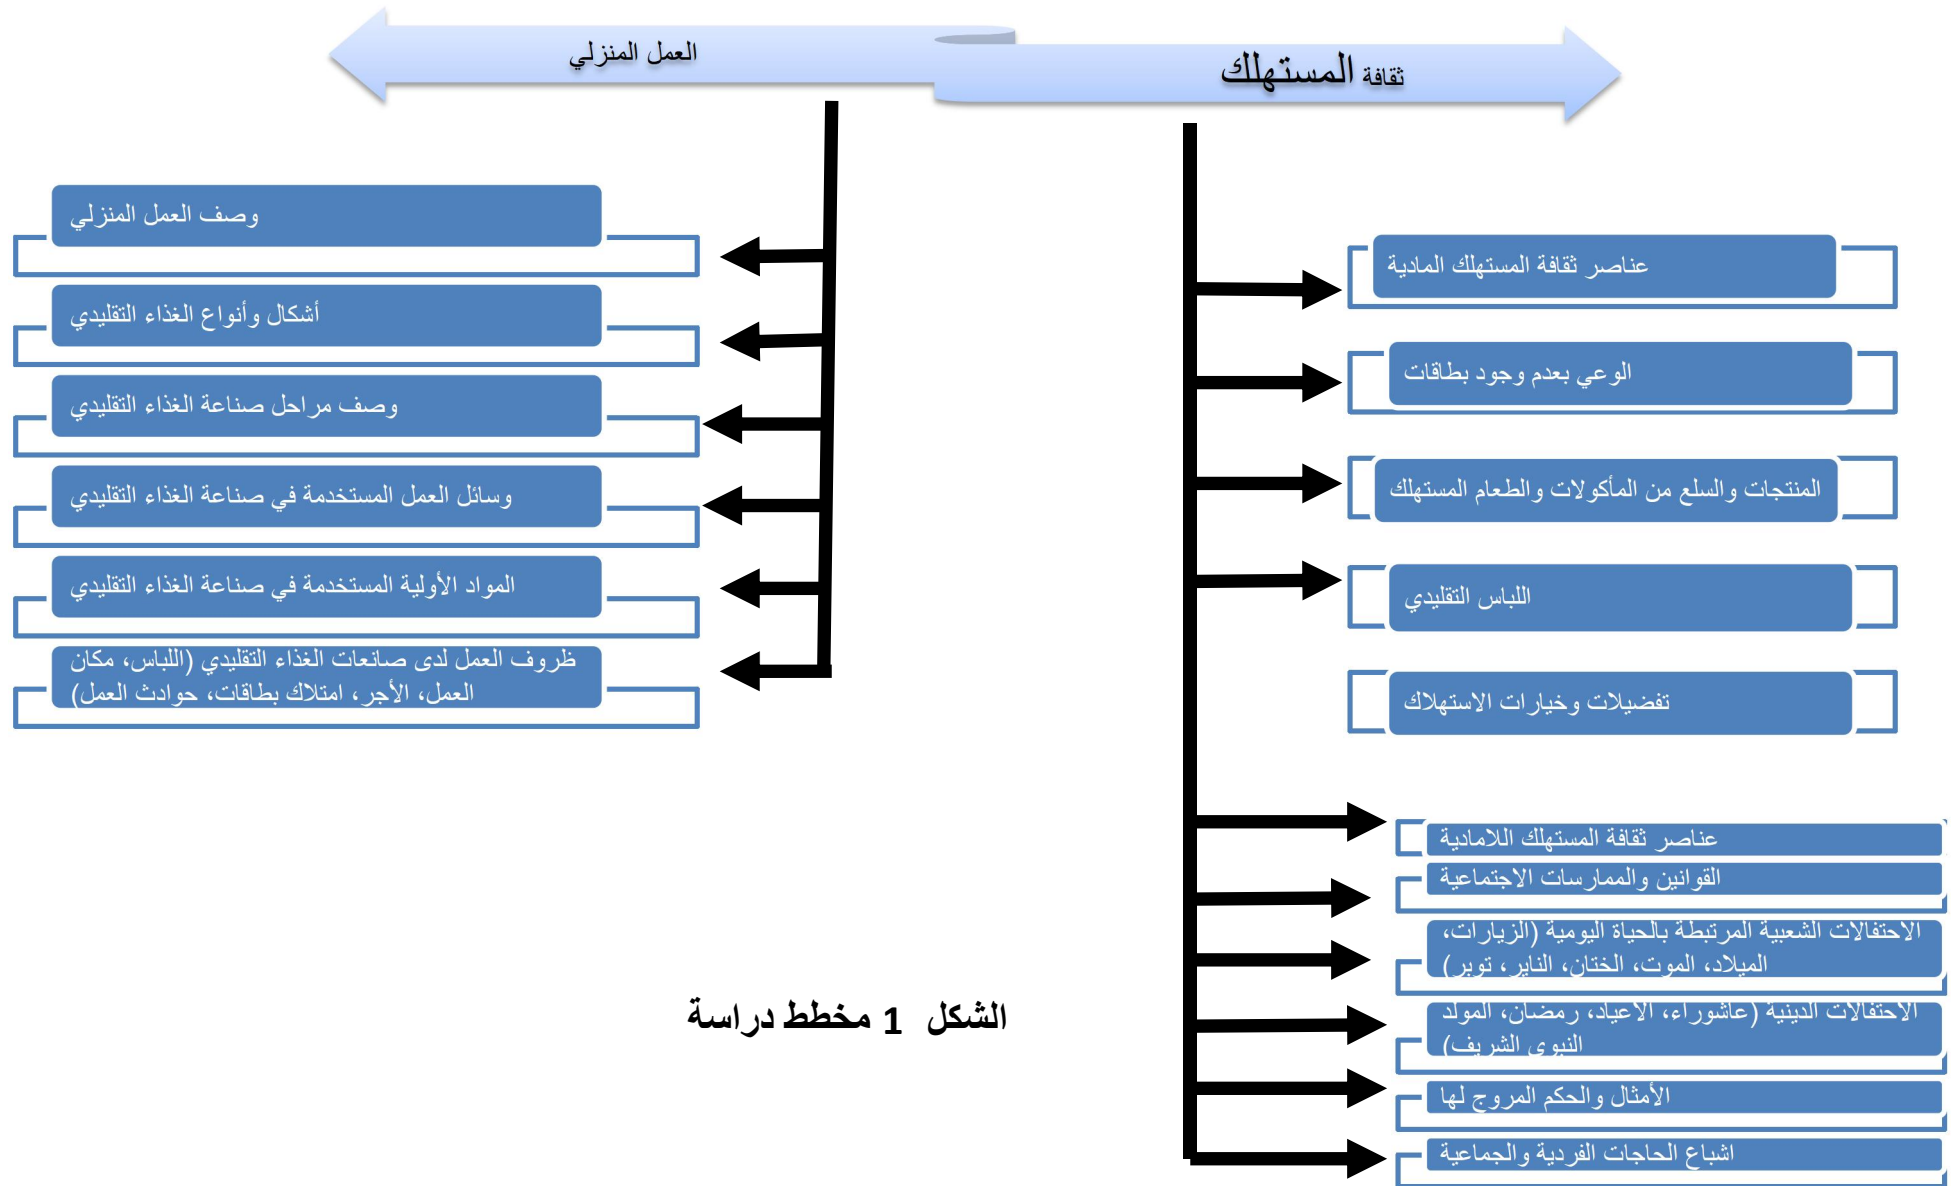 ثقافة المستهلك
العمل المنزلي
عناصر ثقافة المستهلك المادية
الوعي بعدم وجود بطاقات
المنتجات والسلع من المأكولات والطعام المستهلك
اللباس التقليدي
تفضيلات وخيارات الاستهلاك
عناصر ثقافة المستهلك اللامادية
القوانين والممارسات الاجتماعية
الاحتفالات الشعبية المرتبطة بالحياة اليومية (الزيارات،
الميلاد، الموت، الختان، الناير، توبر)
الاحتفالات الدينية (عاشوراء، الاعياد، رمضان، المولد
النبوي الشريف)
الأمثال والحكم المروج لها
اشباع الحاجات الفردية والجماعية
وصف العمل المنزلي
أشكال وأنواع الغذاء التقليدي
وصف مراحل صناعة الغذاء التقليدي
وسائل العمل المستخدمة في صناعة الغذاء التقليدي
المواد الأولية المستخدمة في صناعة الغذاء التقليدي
ظروف العمل لدى صانعات الغذاء التقليدي (اللباس، مكان
العمل، الأجر، امتلاك بطاقات، حوادث العمل)
الشكل 1 مخطط دراسة